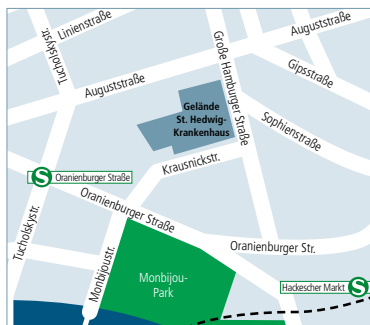 Linienstraße
Tucholskystr.
Auguststraße
Große Hamburger Straße
Auguststraße
Gipsstraße
Gelände
St. Hedwig-
Krankenhaus
Sophienstraße
Krausnickstr.
S Oranienburger Straße
Oranienburger Straße
Tucholskystr.
Oranienburger Str.
Monbijoustr.
Monbijou-
Park
Hackescher Markt S